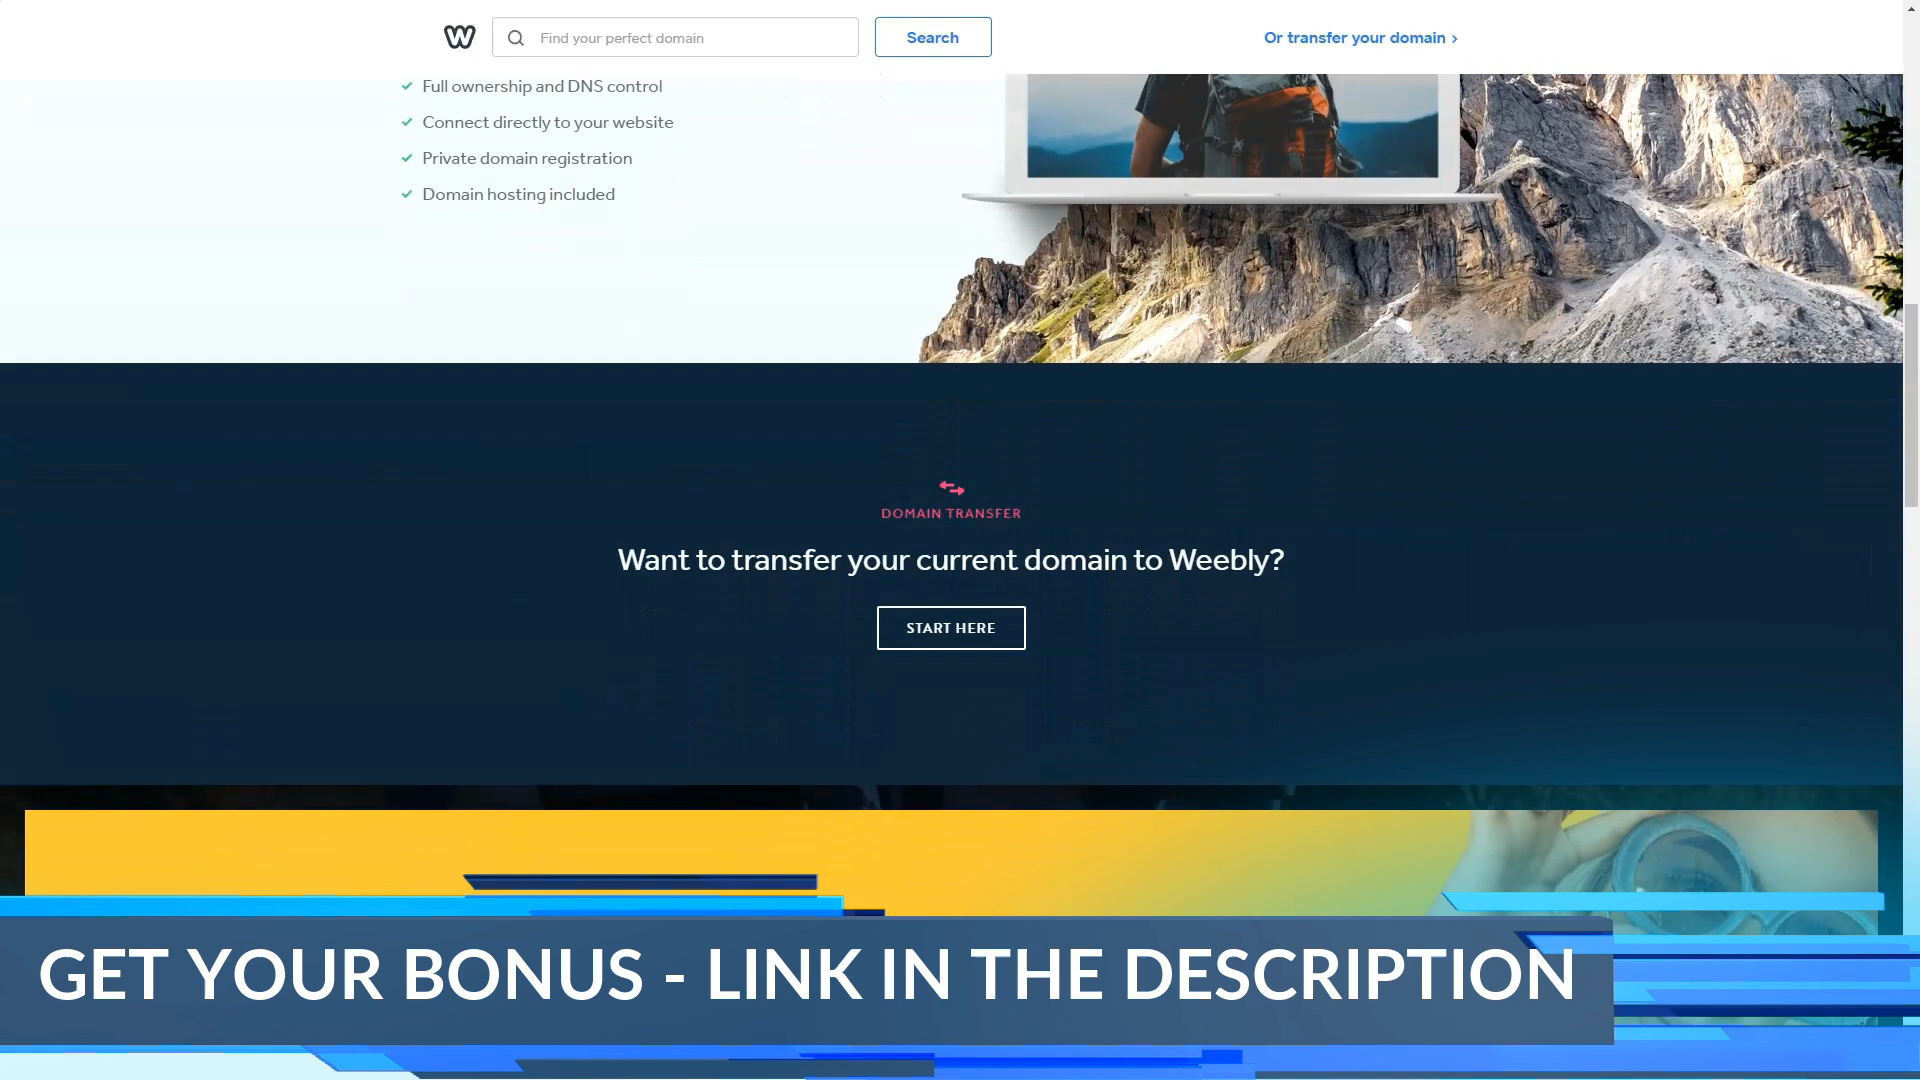 Find your perfect domain
Search
Or transfer your domain ›
Full ownership and DNS control
Connect directly to your website
Private domain registration
Domain hosting included
DOMAIN TRANSFER
Want to transfer your current domain to Weebly?
START HERE
GET YOUR BONUS - LINK IN THE DESCRIPTION